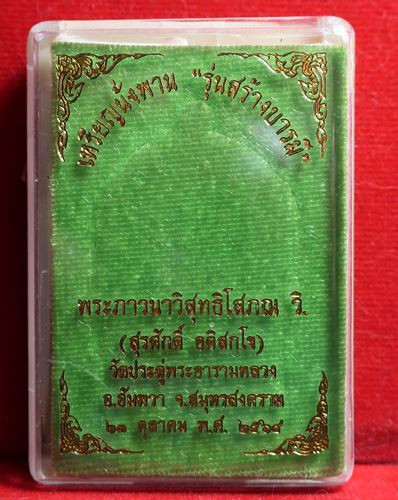 เหรียญนั่งพาน "รุ่นสร้างบารมี"
พระภาวนาวิสุทธิโสภณ วิ.
(สุรศักดิ์ อติสกฺโข)
วัดประดู่พระอารามหลวง
อ.อัมพวา จ.สมุทรสงคราม
๒๓ ตุลาคม พ.ศ. ๒๕๖๔